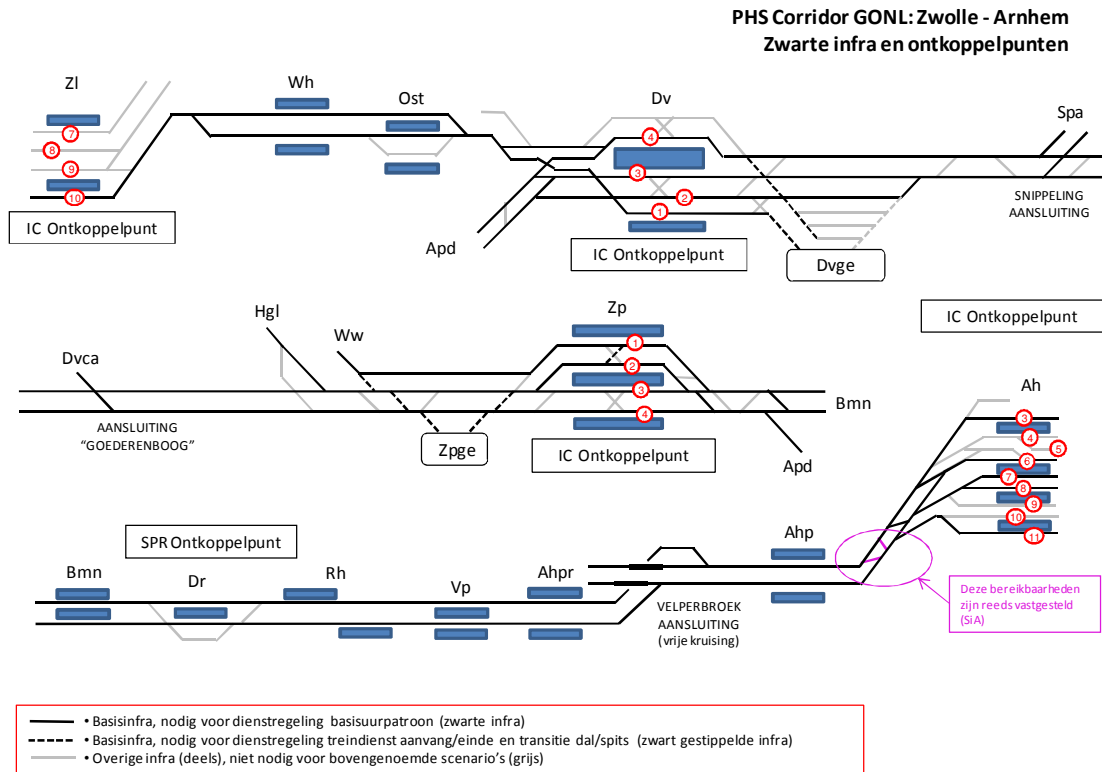 PHS Corridor GONL: Zwolle - Arnhem
Zwarte infra en ontkoppelpunten
Zl
Wh
Ost
Dv
Spa
7
8
9
10
4
3
2
1
IC Ontkoppelpunt
Apd
IC Ontkoppelpunt
Dvge
SNIPPELING
AANSLUITING
IC Ontkoppelpunt
Dvca
Hgl
Ww
Zp
1
2
3
4
Bmn
AANSLUITING
“GOEDERENBOOG”
Zpge
IC Ontkoppelpunt
Apd
Ah
3
4
5
6
7
8
9
10
11
SPR Ontkoppelpunt
Bmn
Dr
Rh
Vp
Ahpr
Ahp
VELPERBROEK
AANSLUITING
(vrije kruising)
Deze bereikbaarheden
zijn reeds vastgesteld
(SiA)
• Basisinfra, nodig voor dienstregeling basisuurpatroon (zwarte infra)
• Basisinfra, nodig voor dienstregeling treindienst aanvang/einde en transitie dal/spits (zwart gestippelde infra)
• Overige infra (deels), niet nodig voor bovengenoemde scenario’s (grijs)